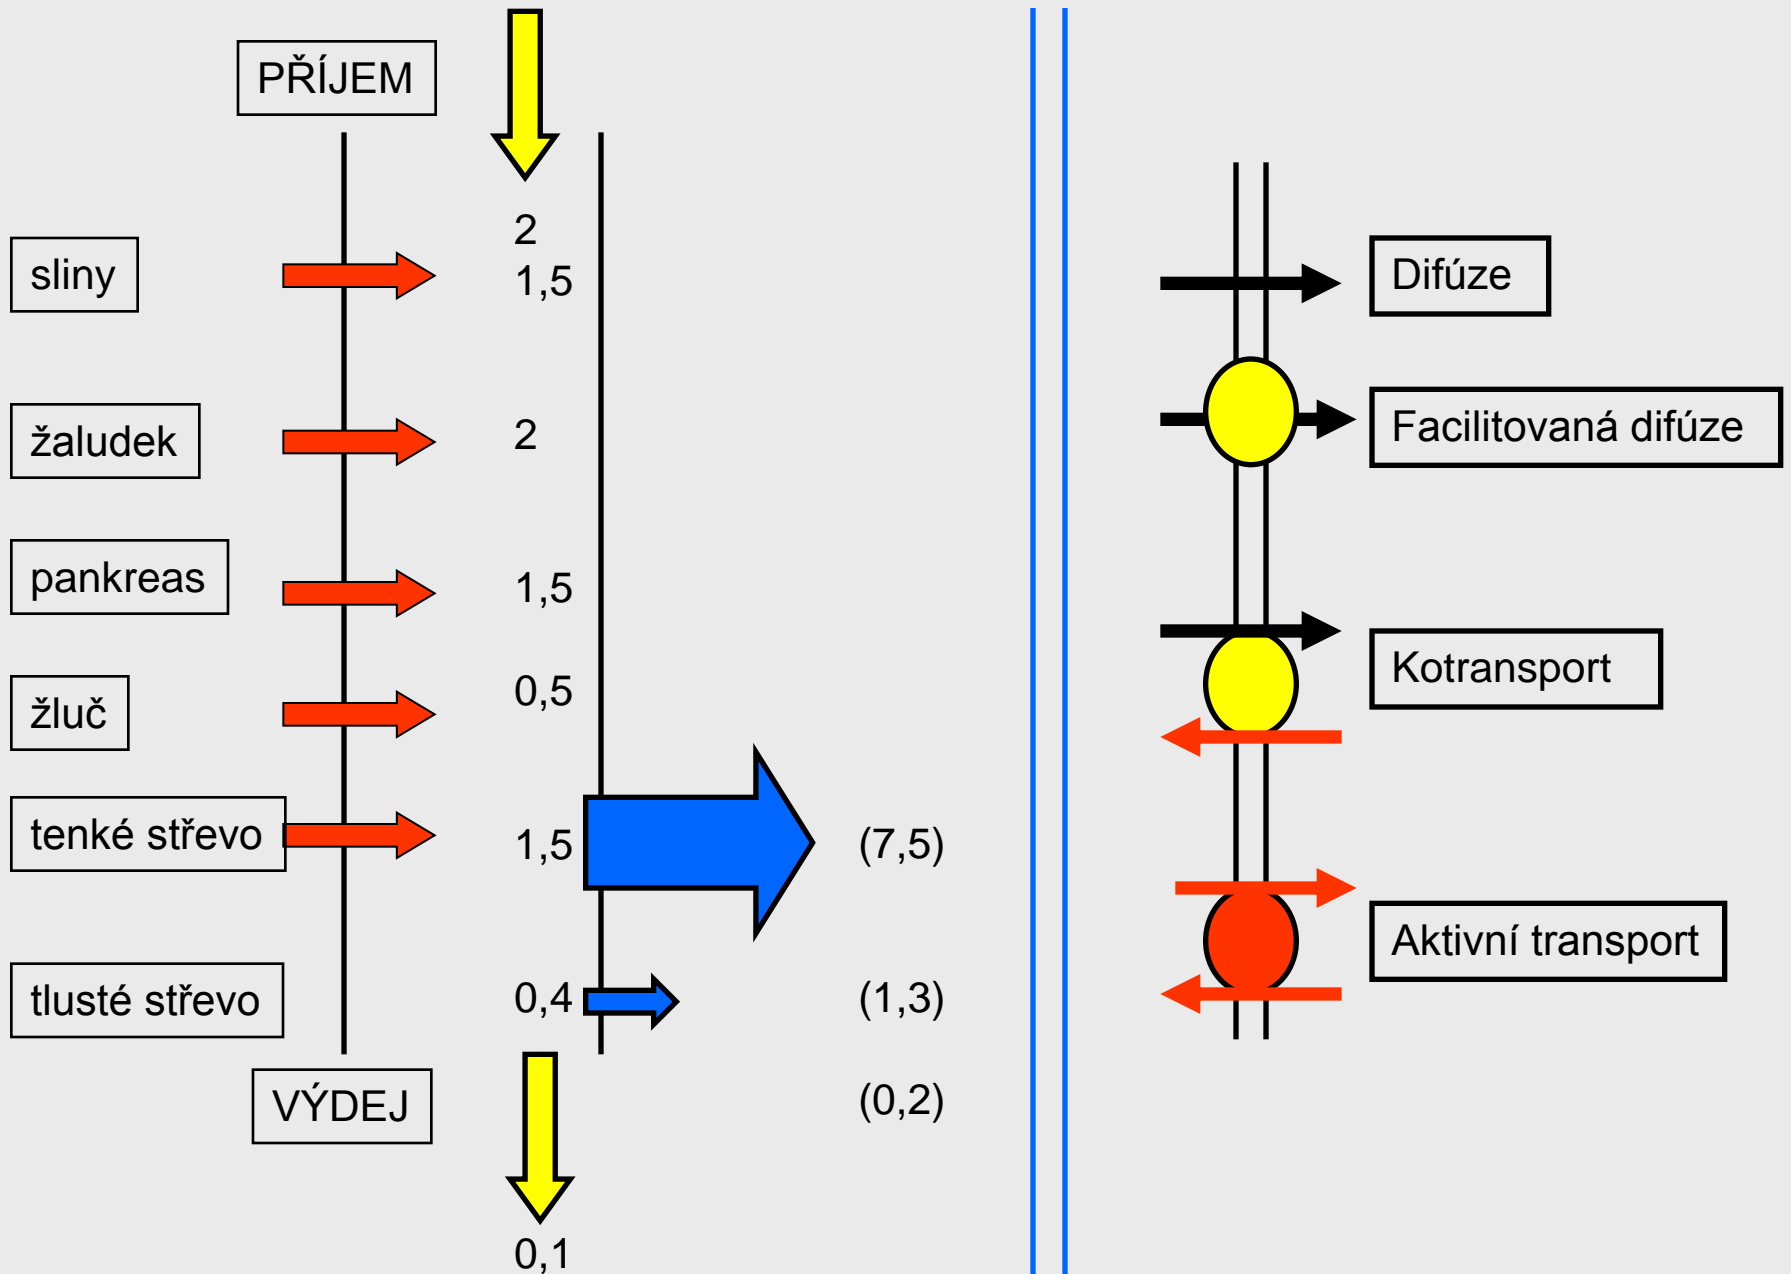 PŘÍJEM
2
sliny
1,5
žaludek
2
pankreas
1,5
žluč
0,5
tenké střevo
1,5
(7,5)
tlusté střevo
0,4
(1,3)
VÝDEJ
(0,2)
0,1
Difúze
Facilitovaná difúze
Kotransport
Aktivní transport